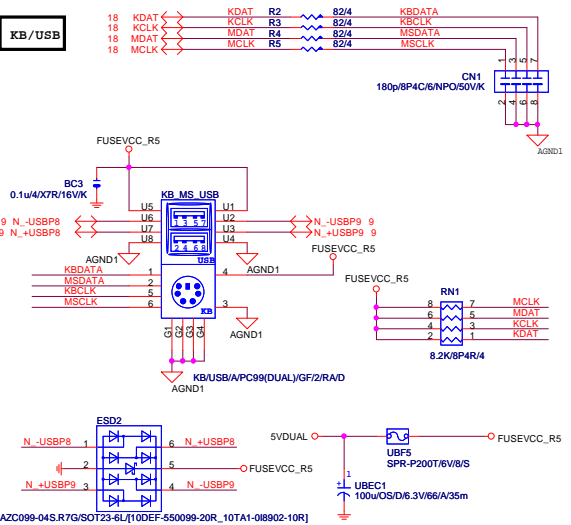 KB/USB
18 KDAT KDAT R2 82/4 KBDATA
18 KCLK KCLK R3 82/4 KBCLK
18 MDAT MDAT R4 82/4 MSDATA
18 MCLK MCLK R5 82/4 MSCLK
1 3 5 7
CN1
180p/8P4C/6/NPO/50V/K
2 4 6 8
AGND1
FUSEVCC_R5
BC3
0.1u/4/X7R/16V/K
KB_MS_USB
U5 U1
9 N_-USBP8 U6 U2 N_-USBP9 9
9 N_+USBP8 U7 U3 N_+USBP9 9
U8 U4
1 3 5 7
2 4 6 8
USB
AGND1
AGND1
FUSEVCC_R5
KBDATA 1 4
MSDATA 2
KBCLK 5
MSCLK 6 3
KB
AGND1
G1 G2 G3 G4
AGND1
KB/USB/A/PC99(DUAL)/GF/2/RA/D
FUSEVCC_R5
RN1
8 7 MCLK
6 5 MDAT
4 3 KCLK
2 1 KDAT
8.2K/8P4R/4
ESD2
N_-USBP8 1 6 N_+USBP8
2 5 FUSEVCC_R5
N_+USBP9 3 4 N_-USBP9
AZC099-04S.R7G/SOT23-6L/[10DEF-550099-20R_10TA1-0I8902-10R]
5VDUAL FUSEVCC_R5
UBF5
SPR-P200T/6V/8/S
1
+
UBEC1
100u/OS/D/6.3V/66/A/35m